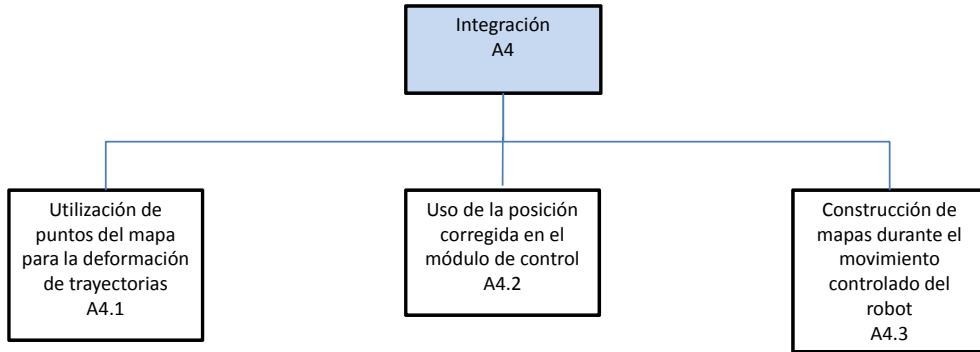 Integración
A4
Utilización de
puntos del mapa
para la deformación
de trayectorias
A4.1
Uso de la posición
corregida en el
módulo de control
A4.2
Construcción de
mapas durante el
movimiento
controlado del
robot
A4.3